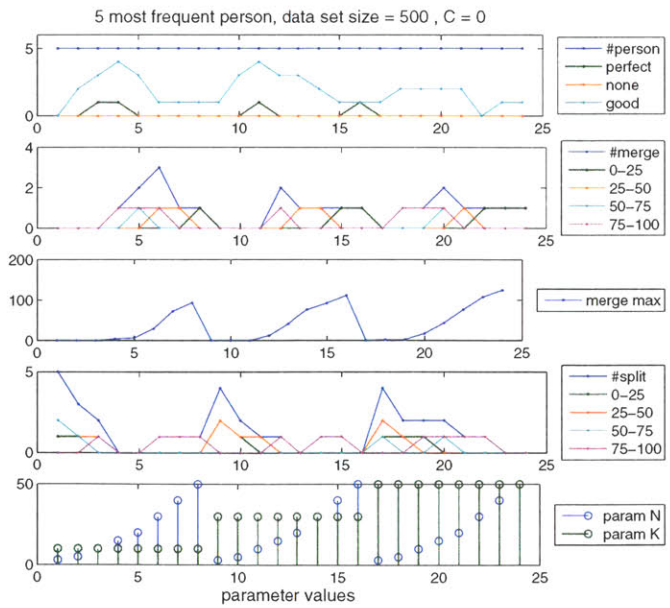 5 most frequent person, data set size = 500 , C = 0
5
0
0 5 10 15 20 25
#person
perfect
none
good
4
2
0
0 5 10 15 20 25
#merge
0-25
25-50
50-75
75-100
200
100
0
0 5 10 15 20 25
merge max
5
0
0 5 10 15 20 25
#split
0-25
25-50
50-75
75-100
50
0
0 5 10 15 20 25
param N
param K
parameter values